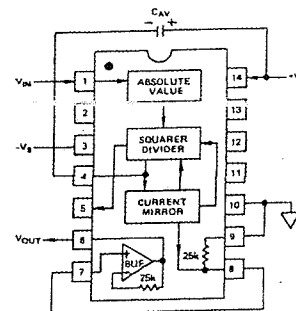 CAV
− +
VIN 1 ABSOLUTE VALUE 14
2 13
−VS 3 SQUARER DIVIDER 12
4 11
5 CURRENT MIRROR 10
VOUT 6 25k 9
7 + BUF − 25k 8